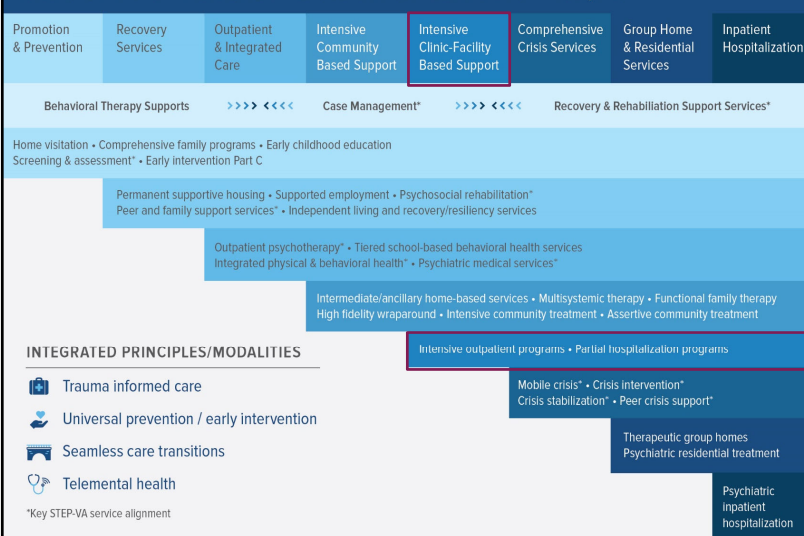 Promotion
& Prevention
Recovery
Services
Outpatient
& Integrated
Care
Intensive
Community
Based Support
Intensive
Clinic-Facility
Based Support
Comprehensive
Crisis Services
Group Home
& Residential
Services
Inpatient
Hospitalization
Behavioral Therapy Supports >>>> <<<< Case Management* >>>> <<<< Recovery & Rehabiliation Support Services*
Home visitation • Comprehensive family programs • Early childhood education
Screening & assessment* • Early intervention Part C
Permanent supportive housing • Supported employment • Psychosocial rehabilitation*
Peer and family support services* • Independent living and recovery/resiliency services
Outpatient psychotherapy* • Tiered school-based behavioral health services
Integrated physical & behavioral health* • Psychiatric medical services*
Intermediate/ancillary home-based services • Multisystemic therapy • Functional family therapy
High fidelity wraparound • Intensive community treatment • Assertive community treatment
Intensive outpatient programs • Partial hospitalization programs
Mobile crisis* • Crisis intervention*
Crisis stabilization* • Peer crisis support*
Therapeutic group homes
Psychiatric residential treatment
Psychiatric
inpatient
hospitalization
INTEGRATED PRINCIPLES/MODALITIES
Trauma informed care
Universal prevention / early intervention
Seamless care transitions
Telemental health
*Key STEP-VA service alignment